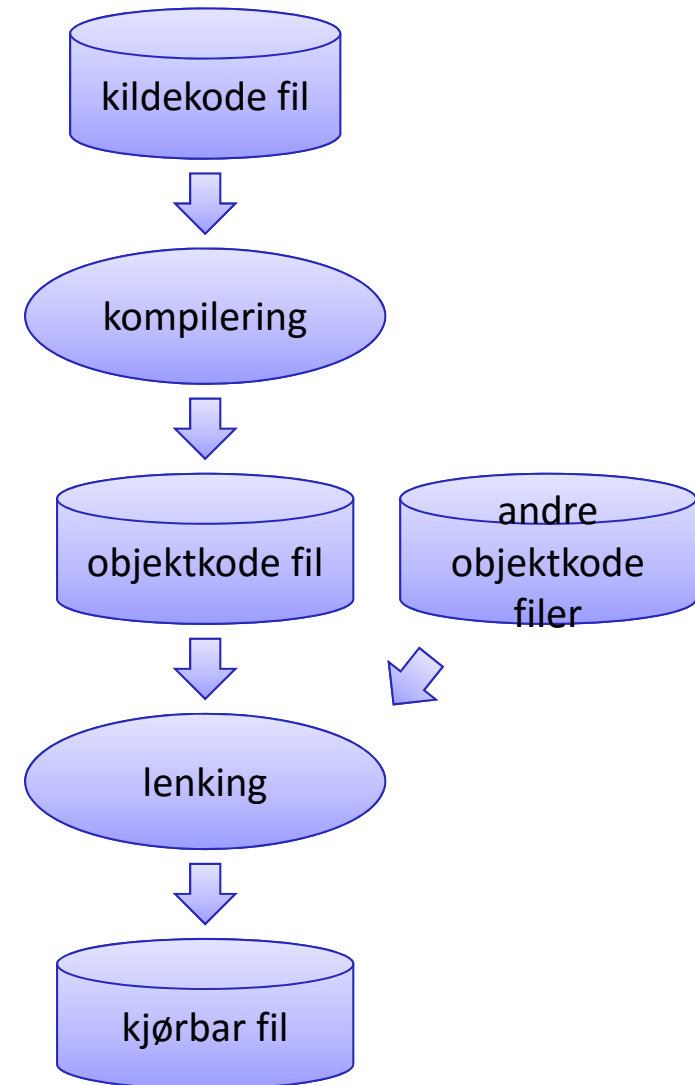 kildekode fil
kompilering
objektkode fil
andre
objektkode
filer
lenking
kjørbar fil